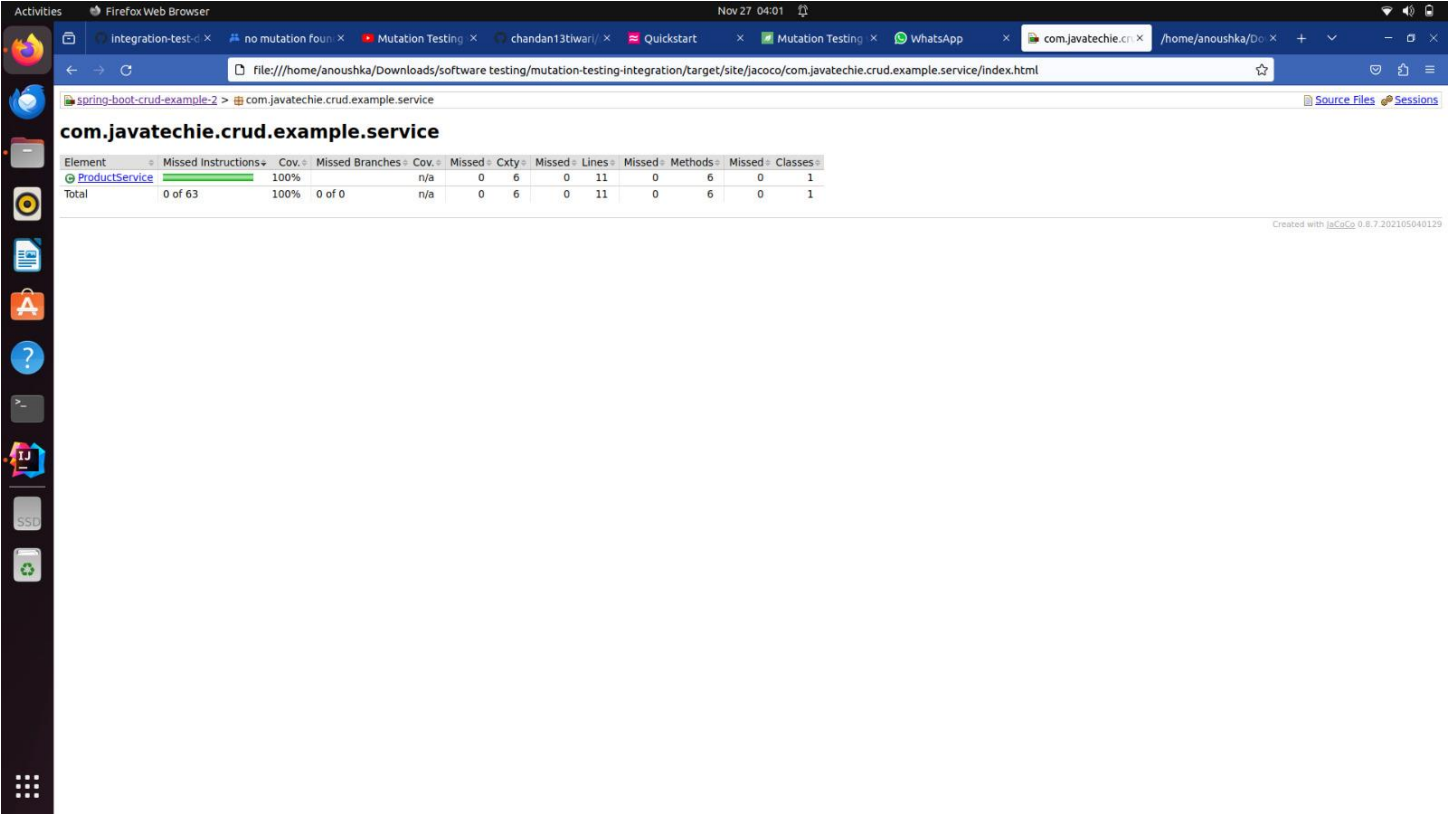 Activities Firefox Web Browser Nov 27 04:01
integration-test-d no mutation foun Mutation Testing chandan13tiwari/ Quickstart Mutation Testing WhatsApp com.javatechie.cr /home/anoushka/Do
file:///home/anoushka/Downloads/software testing/mutation-testing-integration/target/site/jacoco/com.javatechie.crud.example.service/index.html
spring-boot-crud-example-2 > com.javatechie.crud.example.service Source Files Sessions
com.javatechie.crud.example.service
Element Missed Instructions Cov. Missed Branches Cov. Missed Cxty Missed Lines Missed Methods Missed Classes
ProductService 100% n/a 0 6 0 11 0 6 0 1
Total 0 of 63 100% 0 of 0 n/a 0 6 0 11 0 6 0 1
Created with JaCoCo 0.8.7.202105040129
SSD